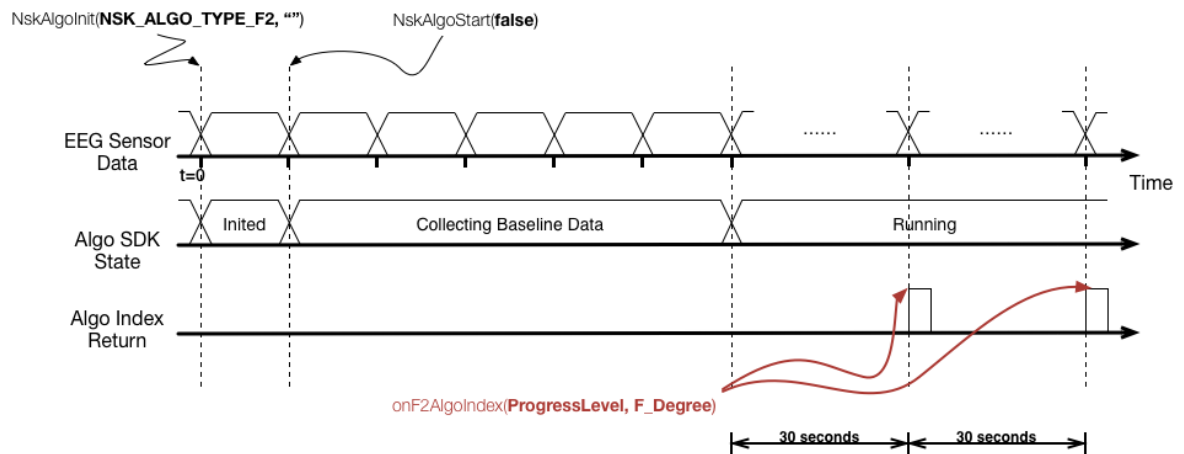 NskAlgoInit(NSK_ALGO_TYPE_F2, “”)
NskAlgoStart(false)
EEG Sensor
Data
......
......
t=0
Time
Algo SDK
State
Inited
Collecting Baseline Data
Running
Algo Index
Return
onF2AlgoIndex(ProgressLevel, F_Degree)
30 seconds
30 seconds